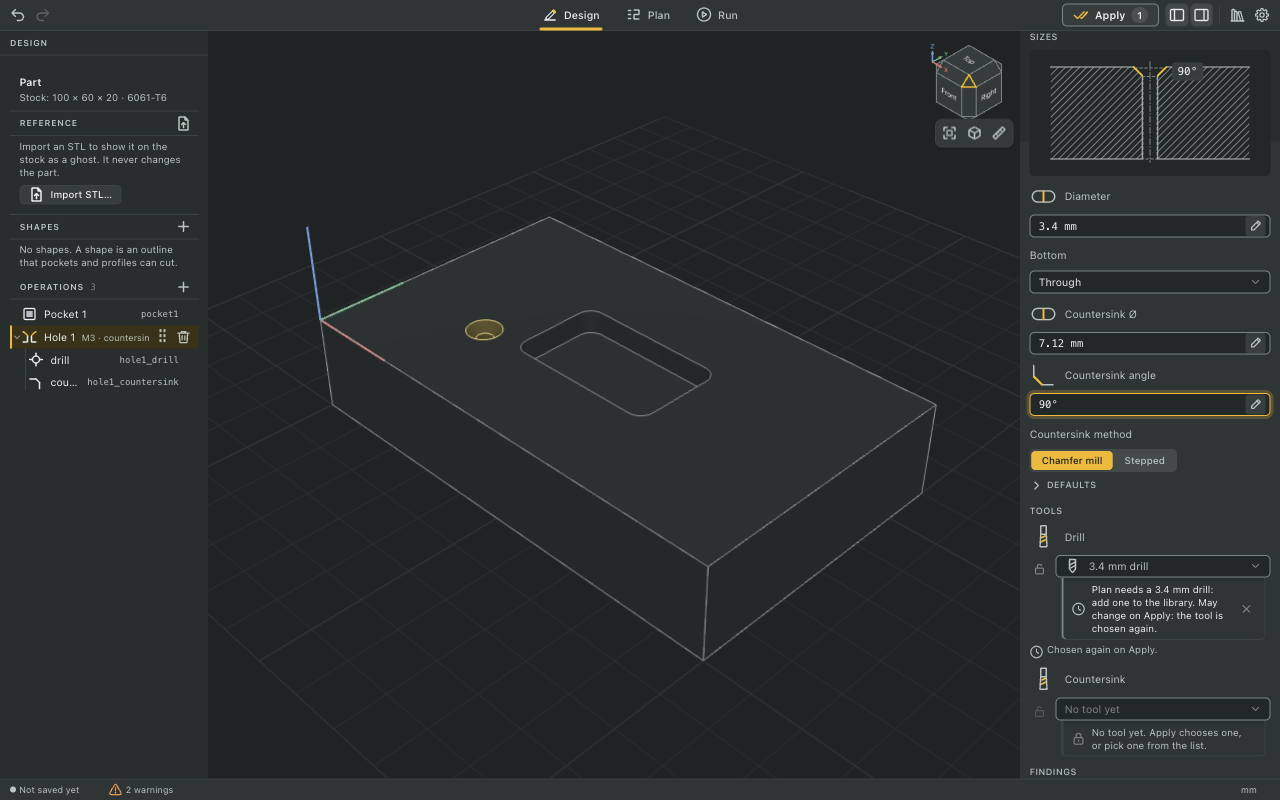 Design
Plan
Run
Apply 1
DESIGN
Part
Stock: 100 × 60 × 20 · 6061-T6
REFERENCE
Import an STL to show it on the
stock as a ghost. It never changes
the part.
Import STL…
SHAPES
No shapes. A shape is an outline
that pockets and profiles can cut.
OPERATIONS 3
Pocket 1 pocket1
Hole 1 M3 · countersin
drill hole1_drill
cou… hole1_countersink
Z
Y
X
Top
Front
Right
SIZES
90°
Diameter
3.4 mm
Bottom
Through
Countersink Ø
7.12 mm
Countersink angle
90°
Countersink method
Chamfer mill Stepped
DEFAULTS
TOOLS
Drill
3.4 mm drill
Plan needs a 3.4 mm drill:
add one to the library. May
change on Apply: the tool is
chosen again.
Chosen again on Apply.
Countersink
No tool yet
No tool yet. Apply chooses one,
or pick one from the list.
FINDINGS
Not saved yet
2 warnings
mm